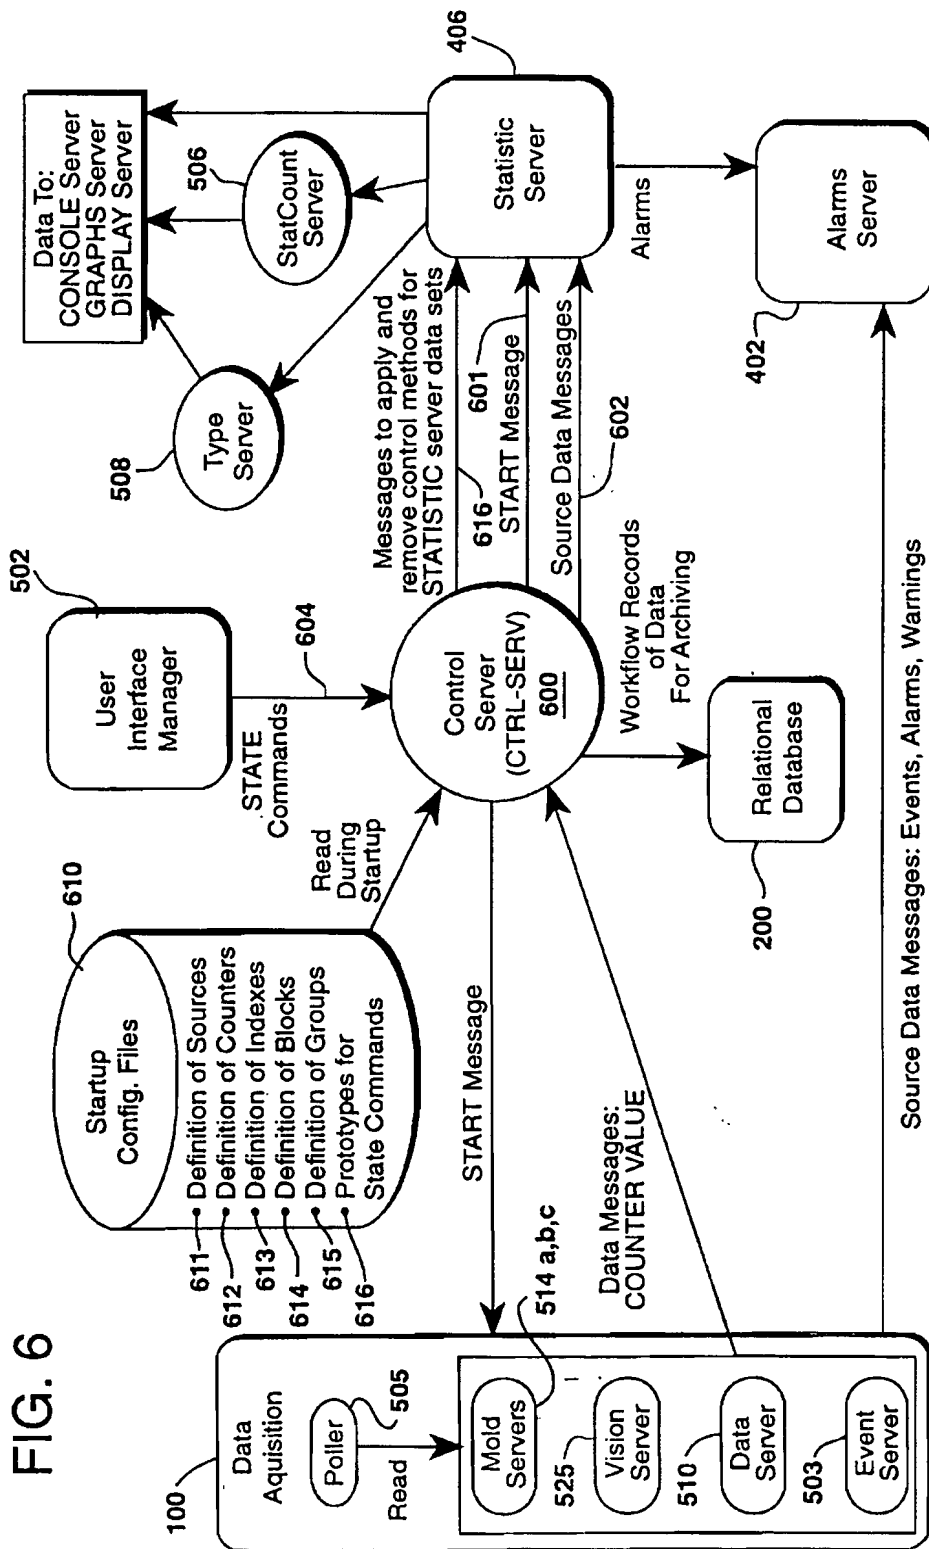 FIG. 6
100
Data
Aquisition
Poller
505
Read
Mold
Servers
514 a,b,c
525
Vision
Server
510
Data
Server
503
Event
Server
610
Startup
Config. Files
611
Definition of Sources
612
Definition of Counters
613
Definition of Indexes
614
Definition of Blocks
615
Definition of Groups
616
Prototypes for
State Commands
Read
During
Startup
START Message
Data Messages:
COUNTER VALUE
502
User
Interface
Manager
STATE
Commands
604
Control
Server
(CTRL-SERV)
600
Workflow Records
of Data
For Archiving
Relational
Database
200
Messages to apply and
remove control methods for
STATISTIC server data sets
616
601
START Message
Source Data Messages
602
508
Type
Server
506
StatCount
Server
Data To:
CONSOLE Server
GRAPHS Server
DISPLAY Server
406
Statistic
Server
Alarms
Alarms
Server
402
Source Data Messages: Events, Alarms, Warnings